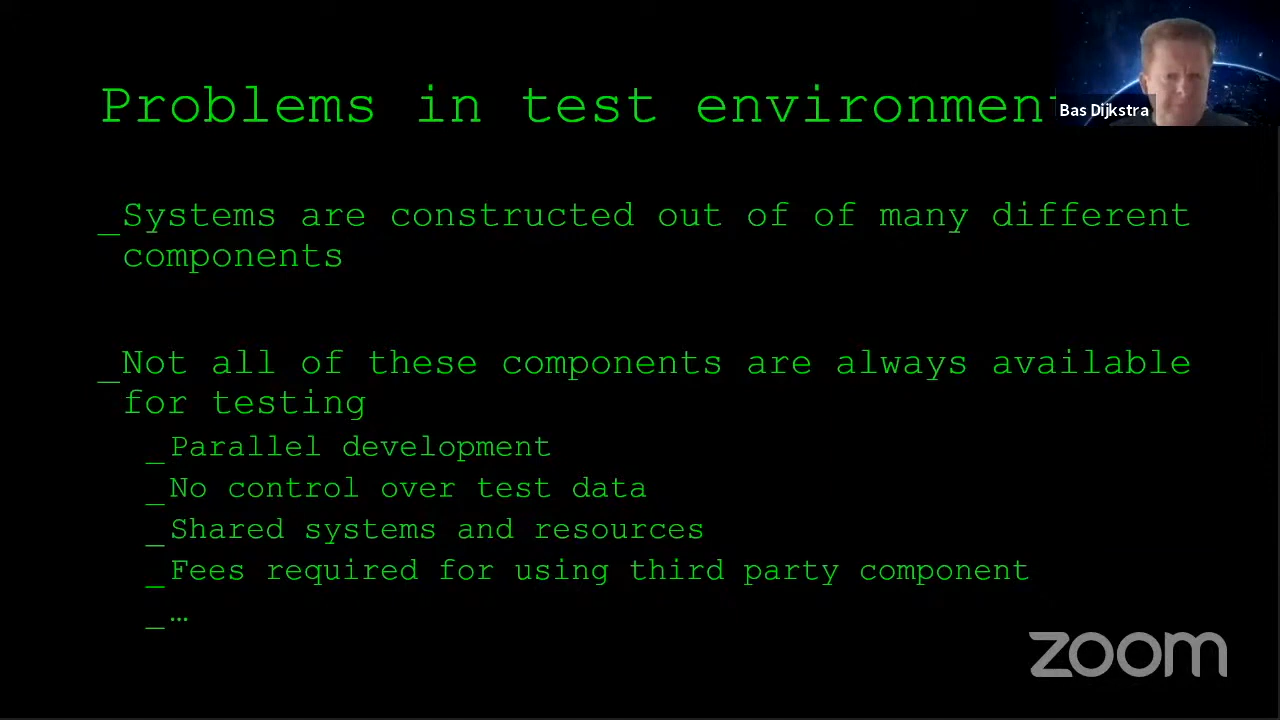 Problems in test environmen
Bas Dijkstra
_Systems are constructed out of of many different
components
_Not all of these components are always available
for testing
_Parallel development
_No control over test data
_Shared systems and resources
_Fees required for using third party component
_…
zoom